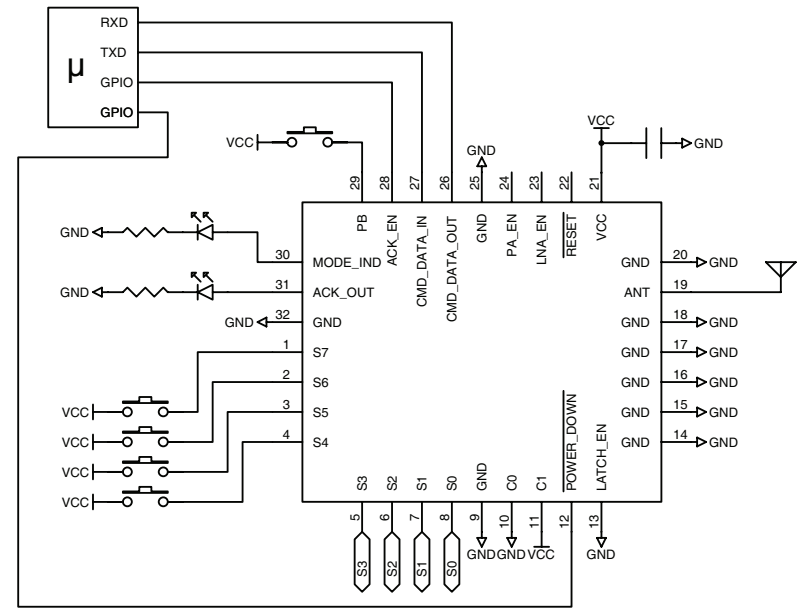 RXD
TXD
µ
GPIO
GPIO
VCC
VCC
GND
GND
29
28
27
26
25
24
23
22
21
PB
ACK_EN
CMD_DATA_IN
CMD_DATA_OUT
GND
PA_EN
LNA_EN
RESET
VCC
GND 30 MODE_IND
GND 31 ACK_OUT
GND 32 GND
1 S7
2 S6
VCC 3 S5
VCC 4 S4
VCC
VCC
GND 20 GND
ANT 19
GND 18 GND
GND 17 GND
GND 16 GND
GND 15 GND
GND 14 GND
S3
S2
S1
S0
GND
C0
C1
POWER_DOWN
LATCH_EN
5
6
7
8
9
10
11
12
13
S3
S2
S1
S0
GND
GND
VCC
GND